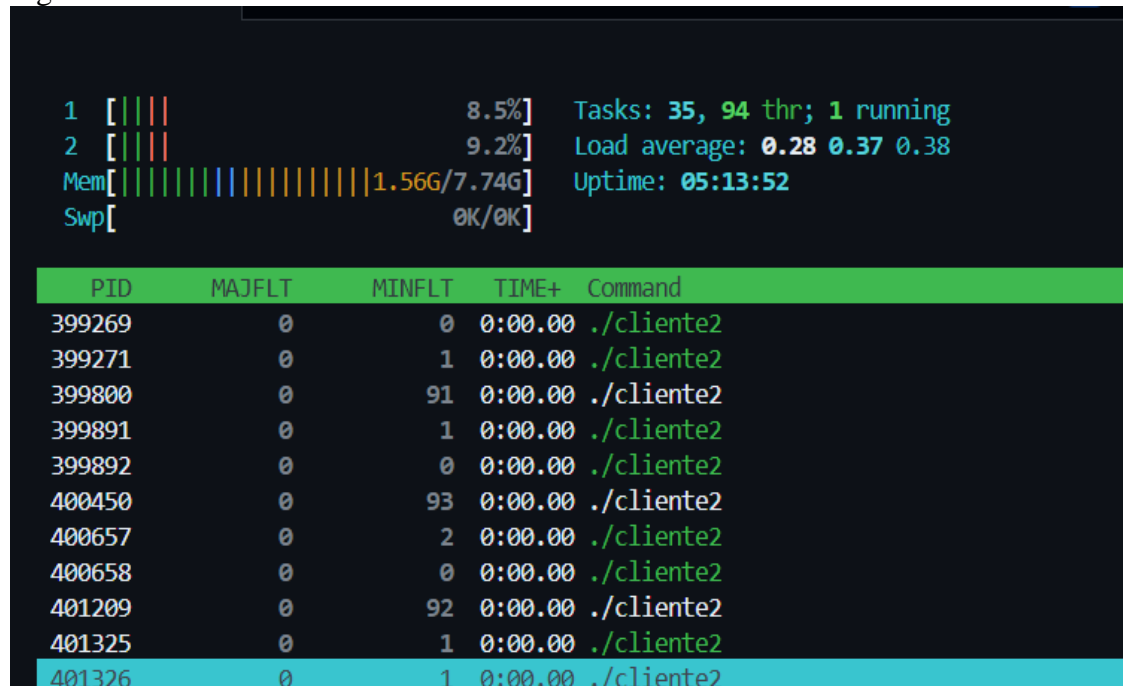 1 [|||| 8.5%] Tasks: 35, 94 thr; 1 running
2 [|||| 9.2%] Load average: 0.28 0.37 0.38
Mem[|||||||||||||||||||1.56G/7.74G] Uptime: 05:13:52
Swp[ 0K/0K]
PID MAJFLT MINFLT TIME+ Command
399269 0 0 0:00.00 ./cliente2
399271 0 1 0:00.00 ./cliente2
399800 0 91 0:00.00 ./cliente2
399891 0 1 0:00.00 ./cliente2
399892 0 0 0:00.00 ./cliente2
400450 0 93 0:00.00 ./cliente2
400657 0 2 0:00.00 ./cliente2
400658 0 0 0:00.00 ./cliente2
401209 0 92 0:00.00 ./cliente2
401325 0 1 0:00.00 ./cliente2
401326 0 1 0:00.00 ./cliente2